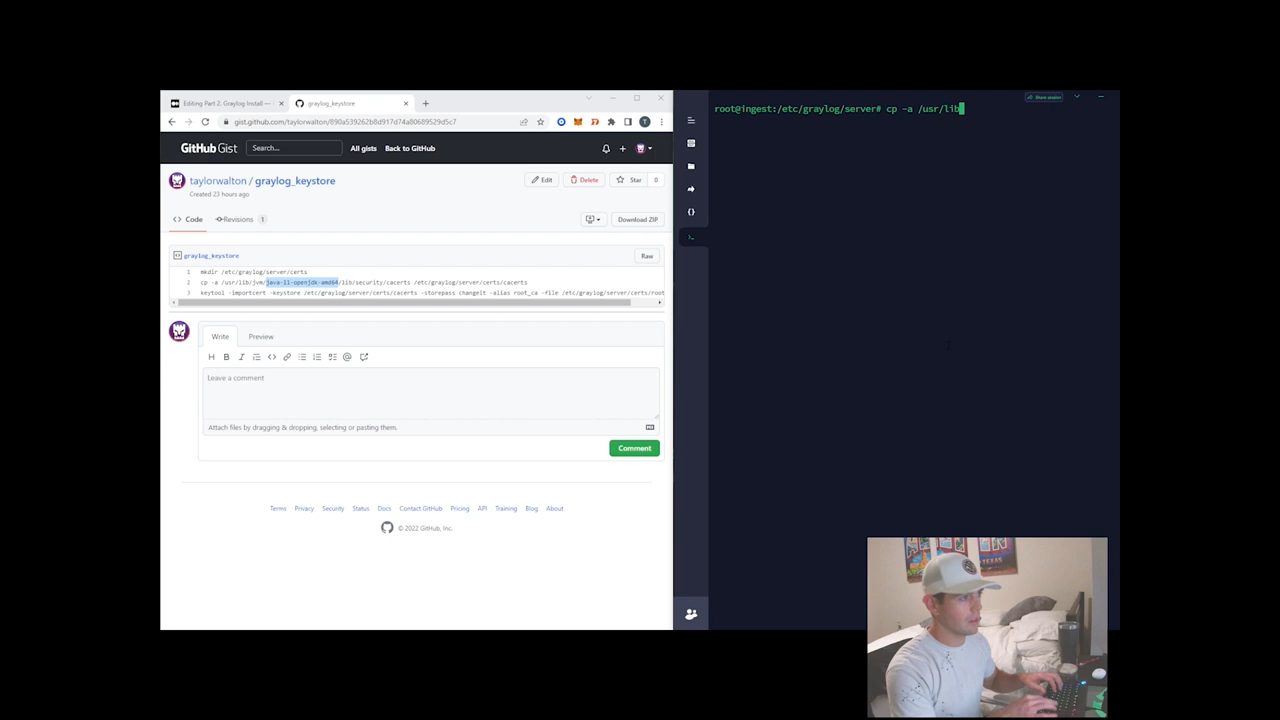 Editing Part 2. Graylog Install —
graylog_keystore
gist.github.com/taylorwalton/890a539262b8d917d74a80689529d5c7
GitHub Gist
Search...
All gists
Back to GitHub
taylorwalton / graylog_keystore
Created 23 hours ago
Edit
Delete
Star
0
Code
Revisions
1
Download ZIP
graylog_keystore
Raw
1 mkdir /etc/graylog/server/certs
2 cp -a /usr/lib/jvm/java-11-openjdk-amd64/lib/security/cacerts /etc/graylog/server/certs/cacerts
3 keytool -importcert -keystore /etc/graylog/server/certs/cacerts -storepass changeit -alias root_ca -file /etc/graylog/server/certs/root
Write
Preview
Leave a comment
Attach files by dragging & dropping, selecting or pasting them.
Comment
Terms Privacy Security Status Docs Contact GitHub Pricing API Training Blog About
© 2022 GitHub, Inc.
Share session
root@ingest:/etc/graylog/server# cp -a /usr/lib